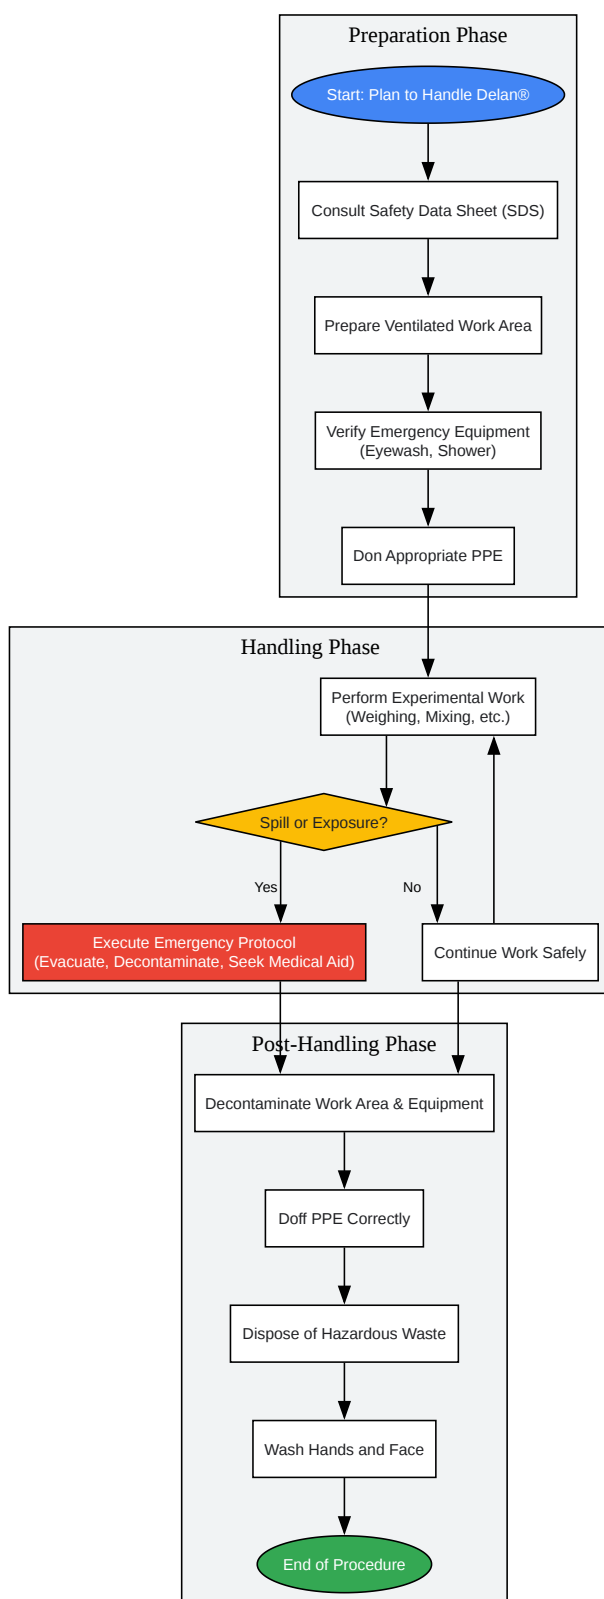 Preparation Phase
Start: Plan to Handle Delan®
Consult Safety Data Sheet (SDS)
Prepare Ventilated Work Area
Verify Emergency Equipment
(Eyewash, Shower)
Don Appropriate PPE
Handling Phase
Perform Experimental Work
(Weighing, Mixing, etc.)
Spill or Exposure?
Yes
No
Execute Emergency Protocol
(Evacuate, Decontaminate, Seek Medical Aid)
Continue Work Safely
Post-Handling Phase
Decontaminate Work Area & Equipment
Doff PPE Correctly
Dispose of Hazardous Waste
Wash Hands and Face
End of Procedure